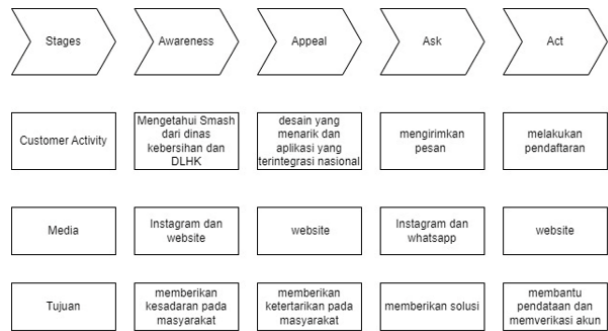 Stages
Awareness
Appeal
Ask
Act
Customer Activity
Mengetahui Smash
dari dinas
kebersihan dan
DLHK
desain yang
menarik dan
aplikasi yang
terintegrasi nasional
mengirimkan
pesan
melakukan
pendaftaran
Media
Instagram dan
website
website
Instagram dan
whatsapp
website
Tujuan
memberikan
kesadaran pada
masyarakat
memberikan
ketertarikan pada
masyarakat
memberikan solusi
membantu
pendataan dan
memverikasi akun